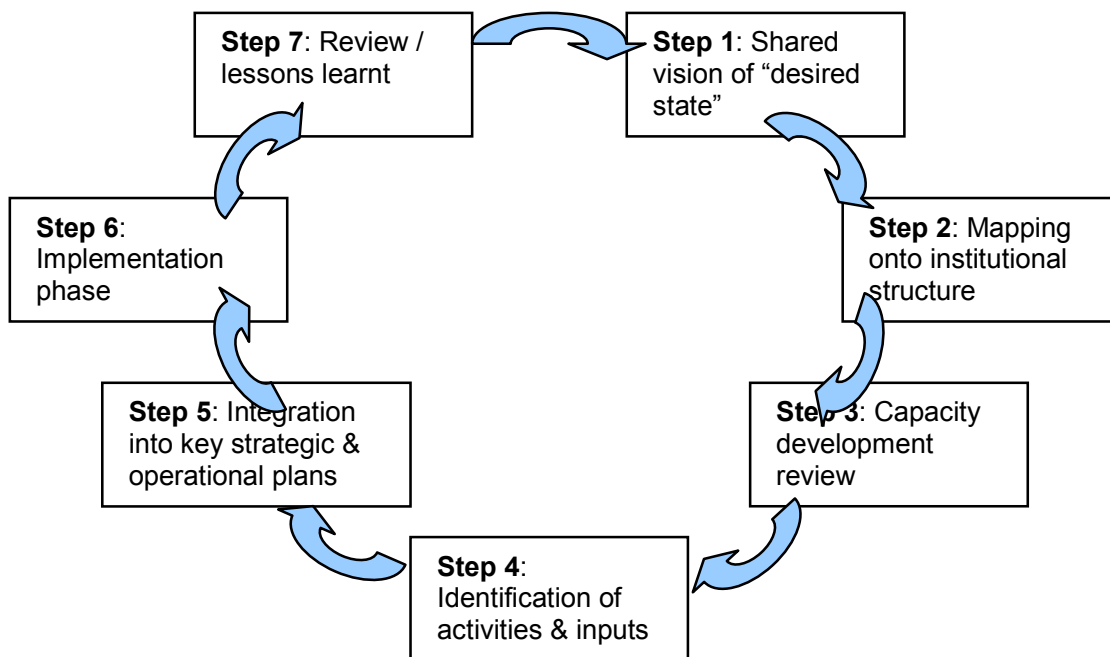 Step 7: Review /
lessons learnt
Step 1: Shared
vision of “desired
state”
Step 6:
Implementation
phase
Step 2: Mapping
onto institutional
structure
Step 5: Integration
into key strategic &
operational plans
Step 3: Capacity
development
review
Step 4:
Identification of
activities & inputs